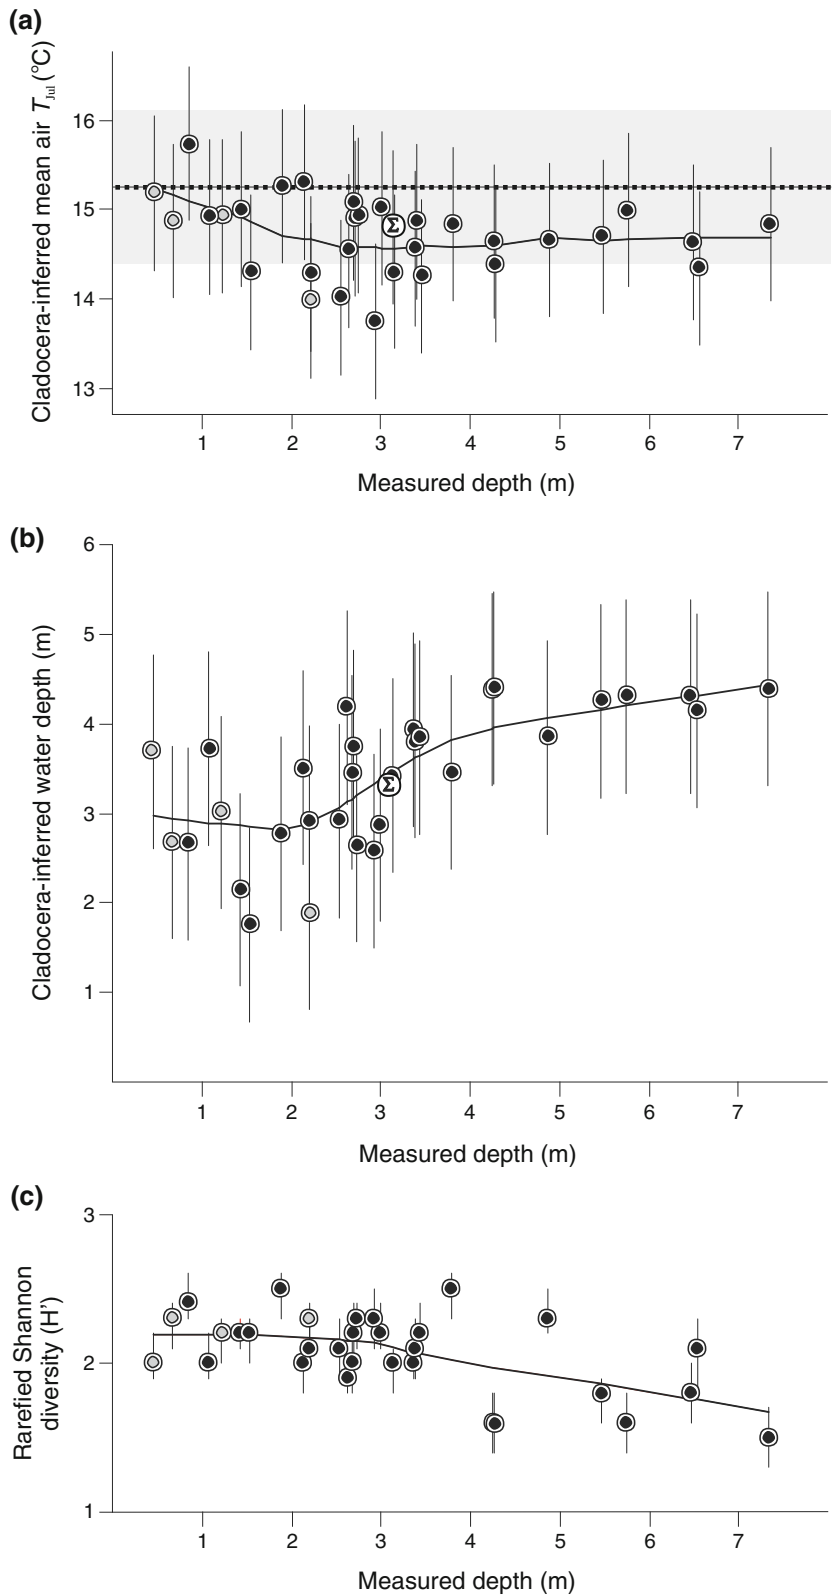 (a)
Cladocera-inferred mean air TJul (°C)
16
15
14
13
Σ
1 2 3 4 5 6 7
Measured depth (m)
(b)
Cladocera-inferred water depth (m)
6
5
4
3
2
1
Σ
1 2 3 4 5 6 7
Measured depth (m)
(c)
Rarefied Shannon
diversity (H')
3
2
1
1 2 3 4 5 6 7
Measured depth (m)